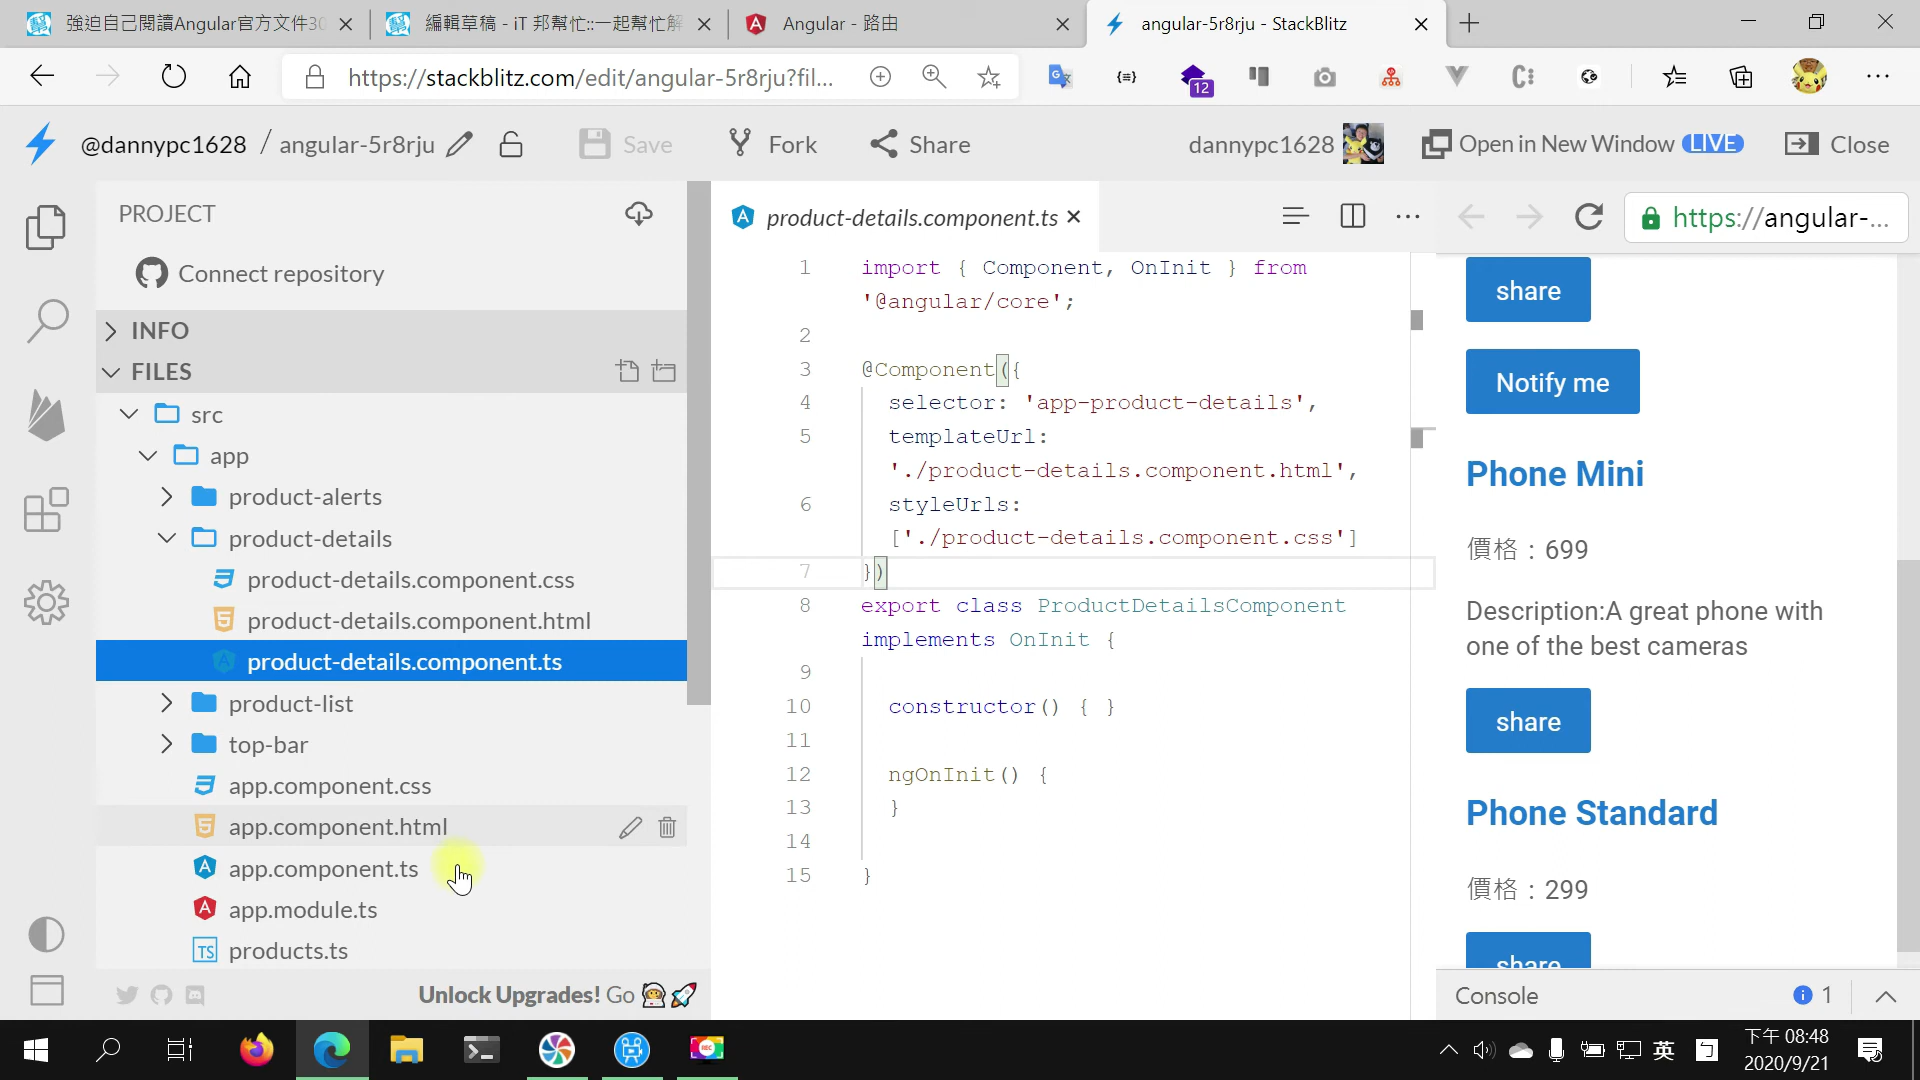 強迫自己閱讀Angular官方文件30
編輯草稿 - iT 邦幫忙::一起幫忙解
Angular - 路由
angular-5r8rju - StackBlitz
https://stackblitz.com/edit/angular-5r8rju?fil...
12
@dannypc1628 / angular-5r8rju
Save
Fork
Share
dannypc1628
Open in New Window LIVE
Close
PROJECT
Connect repository
INFO
FILES
src
app
product-alerts
product-details
product-details.component.css
product-details.component.html
product-details.component.ts
product-list
top-bar
app.component.css
app.component.html
app.component.ts
app.module.ts
TS products.ts
Unlock Upgrades! Go
product-details.component.ts
1 import { Component, OnInit } from
'@angular/core';
2
3 @Component({
4 selector: 'app-product-details',
5 templateUrl:
'./product-details.component.html',
6 styleUrls:
['./product-details.component.css']
7 })
8 export class ProductDetailsComponent
implements OnInit {
9
10 constructor() { }
11
12 ngOnInit() {
13 }
14
15 }
https://angular-...
share
Notify me
Phone Mini
價格：699
Description:A great phone with
one of the best cameras
share
Phone Standard
價格：299
share
Console
1
REC
英
下午 08:48
2020/9/21